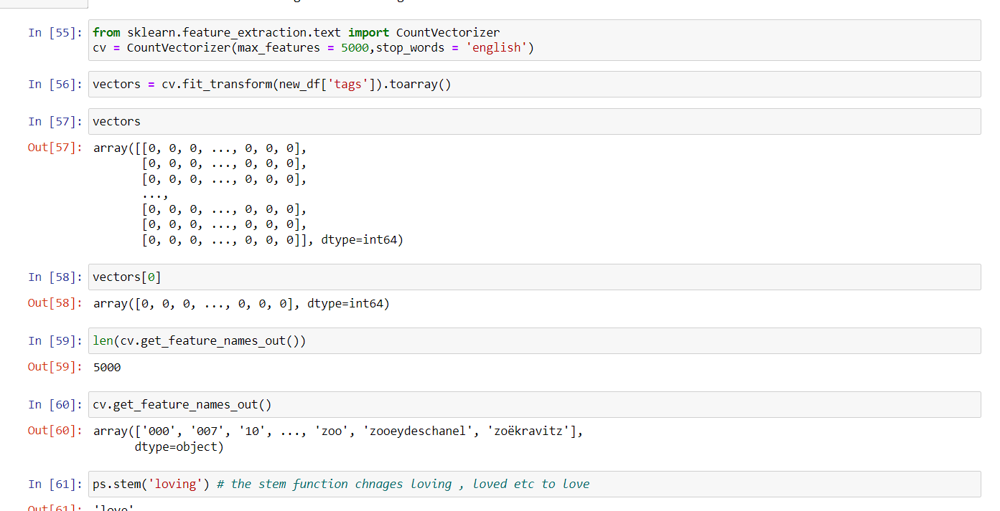 In [55]: from sklearn.feature_extraction.text import CountVectorizer
cv = CountVectorizer(max_features = 5000,stop_words = 'english')
In [56]: vectors = cv.fit_transform(new_df['tags']).toarray()
In [57]: vectors
Out[57]: array([[0, 0, 0, ..., 0, 0, 0],
[0, 0, 0, ..., 0, 0, 0],
[0, 0, 0, ..., 0, 0, 0],
...,
[0, 0, 0, ..., 0, 0, 0],
[0, 0, 0, ..., 0, 0, 0],
[0, 0, 0, ..., 0, 0, 0]], dtype=int64)
In [58]: vectors[0]
Out[58]: array([0, 0, 0, ..., 0, 0, 0], dtype=int64)
In [59]: len(cv.get_feature_names_out())
Out[59]: 5000
In [60]: cv.get_feature_names_out()
Out[60]: array(['000', '007', '10', ..., 'zoo', 'zooeydeschanel', 'zoëkravitz'],
dtype=object)
In [61]: ps.stem('loving') # the stem function chnages loving , loved etc to love
Out[61]: 'love'